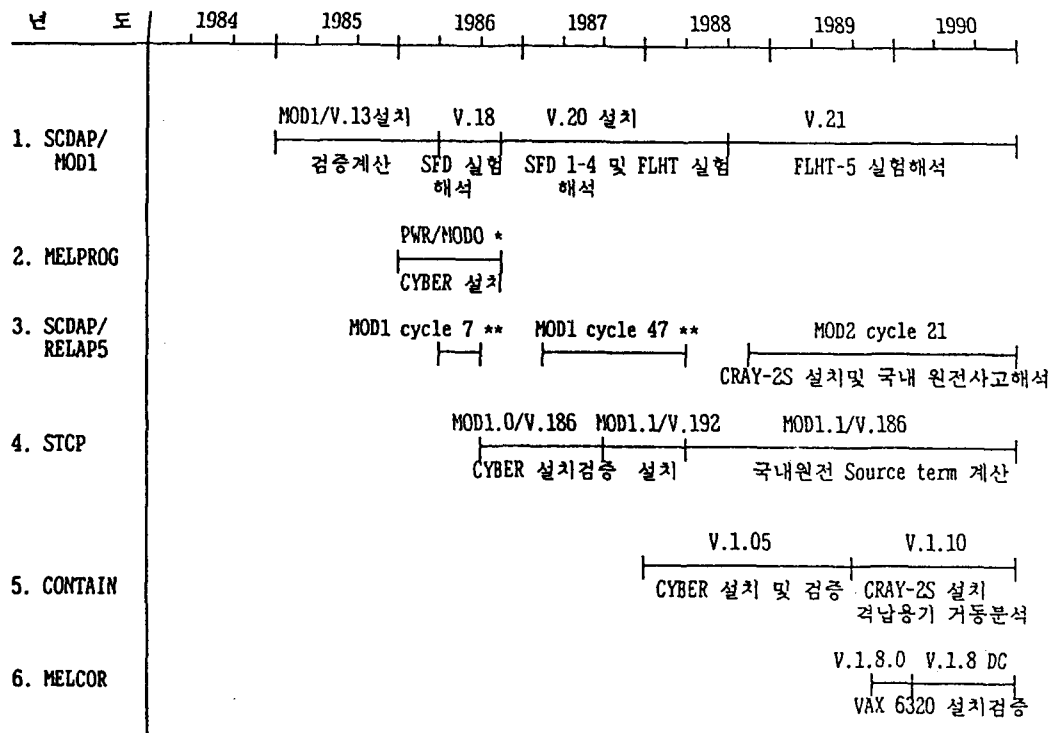 년 도 1984 1985 1986 1987 1988 1989 1990
MOD1/V.13설치 V.18 V.20 설치 V.21
1. SCDAP/
MOD1
검증계산 SFD 실험 SFD 1-4 및 FLHT 실험 FLHT-5 실험해석
해석 해석
PWR/MODO *
2. MELPROG
CYBER 설치
3. SCDAP/
RELAP5
MOD1 cycle 7 ** MOD1 cycle 47 ** MOD2 cycle 21
CRAY-2S 설치및 국내 원전사고해석
MOD1.0/V.186 MOD1.1/V.192 MOD1.1/V.186
4. STCP
CYBER 설치검증 설치 국내원전 Source term 계산
V.1.05 V.1.10
5. CONTAIN
CYBER 설치 및 검증 CRAY-2S 설치
격납용기 거동분석
V.1.8.0 V.1.8 DC
6. MELCOR
VAX 6320 설치검증